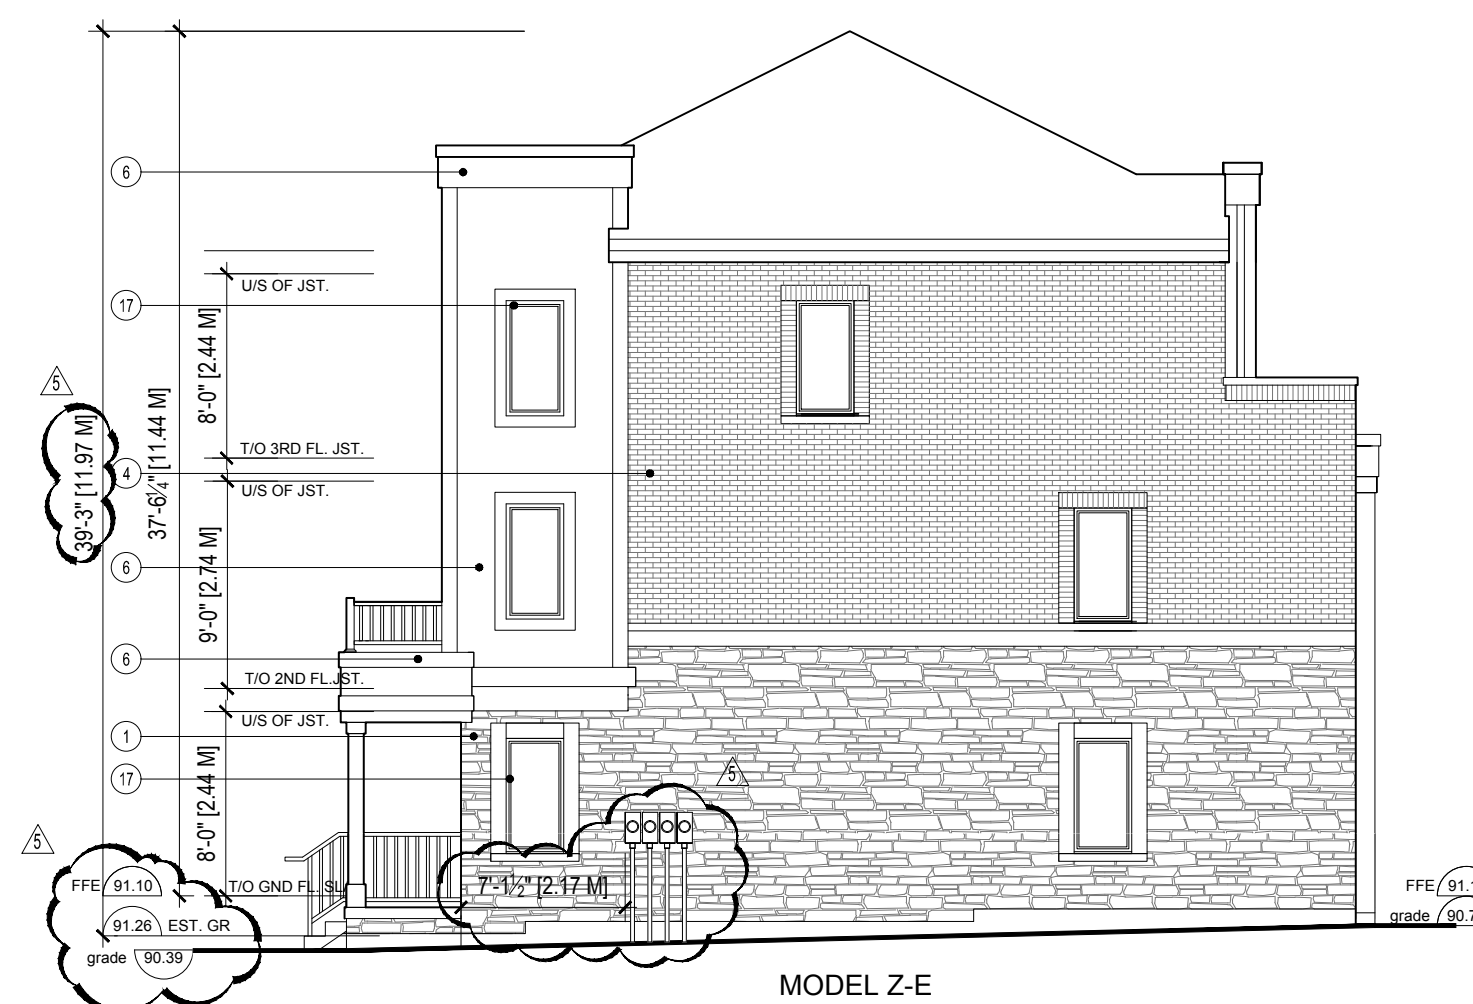 6
U/S OF JST.
17
8'-0" [2.44 M]
5
39'-3" [11.97 M]
37'-6¼" [11.44 M]
T/O 3RD FL. JST.
4
U/S OF JST.
9'-0" [2.74 M]
6
6
T/O 2ND FL.JST.
U/S OF JST.
1
17
5
8'-0" [2.44 M]
5
FFE 91.10
T/O GND FL. SL
7'-1½" [2.17 M]
91.26 EST. GR
grade 90.39
FFE
grade
MODEL Z-E